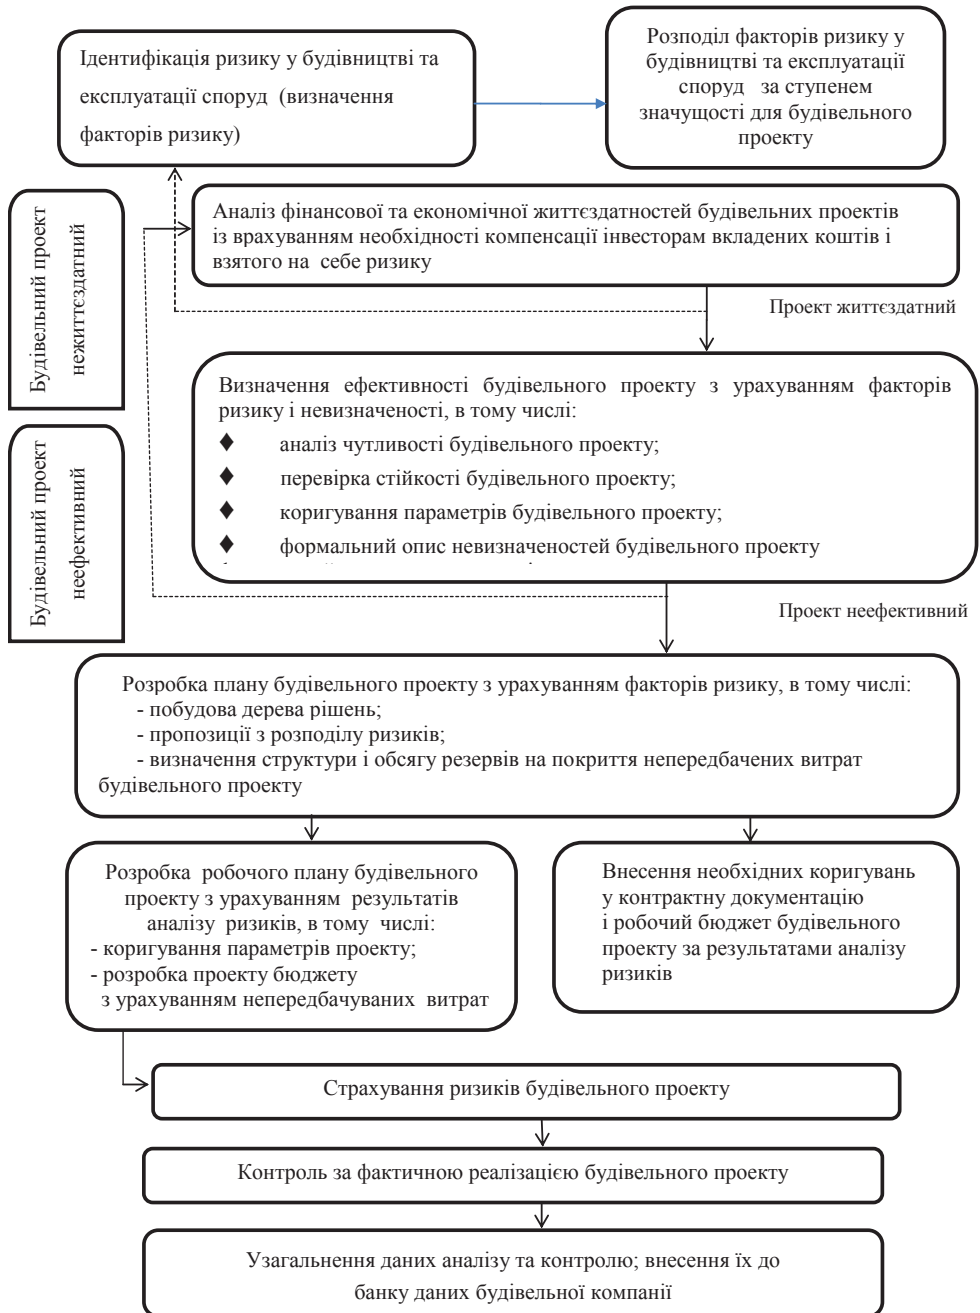 Ідентифікація ризику у будівництві та
експлуатації споруд (визначення
факторів ризику)
Розподіл факторів ризику у
будівництві та експлуатації
споруд за ступенем
значущості для будівельного
проекту
Будівельний проект
нежиттєздатний
Аналіз фінансової та економічної життєздатностей будівельних проектів
із врахуванням необхідності компенсації інвесторам вкладених коштів і
взятого на себе ризику
Проект життєздатний
Будівельний проект
неефективний
Визначення ефективності будівельного проекту з урахуванням факторів
ризику і невизначеності, в тому числі:
♦ аналіз чутливості будівельного проекту;
♦ перевірка стійкості будівельного проекту;
♦ коригування параметрів будівельного проекту;
♦ формальний опис невизначеностей будівельного проекту
Проект неефективний
Розробка плану будівельного проекту з урахуванням факторів ризику, в тому числі:
- побудова дерева рішень;
- пропозиції з розподілу ризиків;
- визначення структури і обсягу резервів на покриття непередбачених витрат
будівельного проекту
Розробка робочого плану будівельного
проекту з урахуванням результатів
аналізу ризиків, в тому числі:
- коригування параметрів проекту;
- розробка проекту бюджету
з урахуванням непередбачуваних витрат
Внесення необхідних коригувань
у контрактну документацію
і робочий бюджет будівельного
проекту за результатами аналізу
ризиків
Страхування ризиків будівельного проекту
Контроль за фактичною реалізацією будівельного проекту
Узагальнення даних аналізу та контролю; внесення їх до
банку даних будівельної компанії